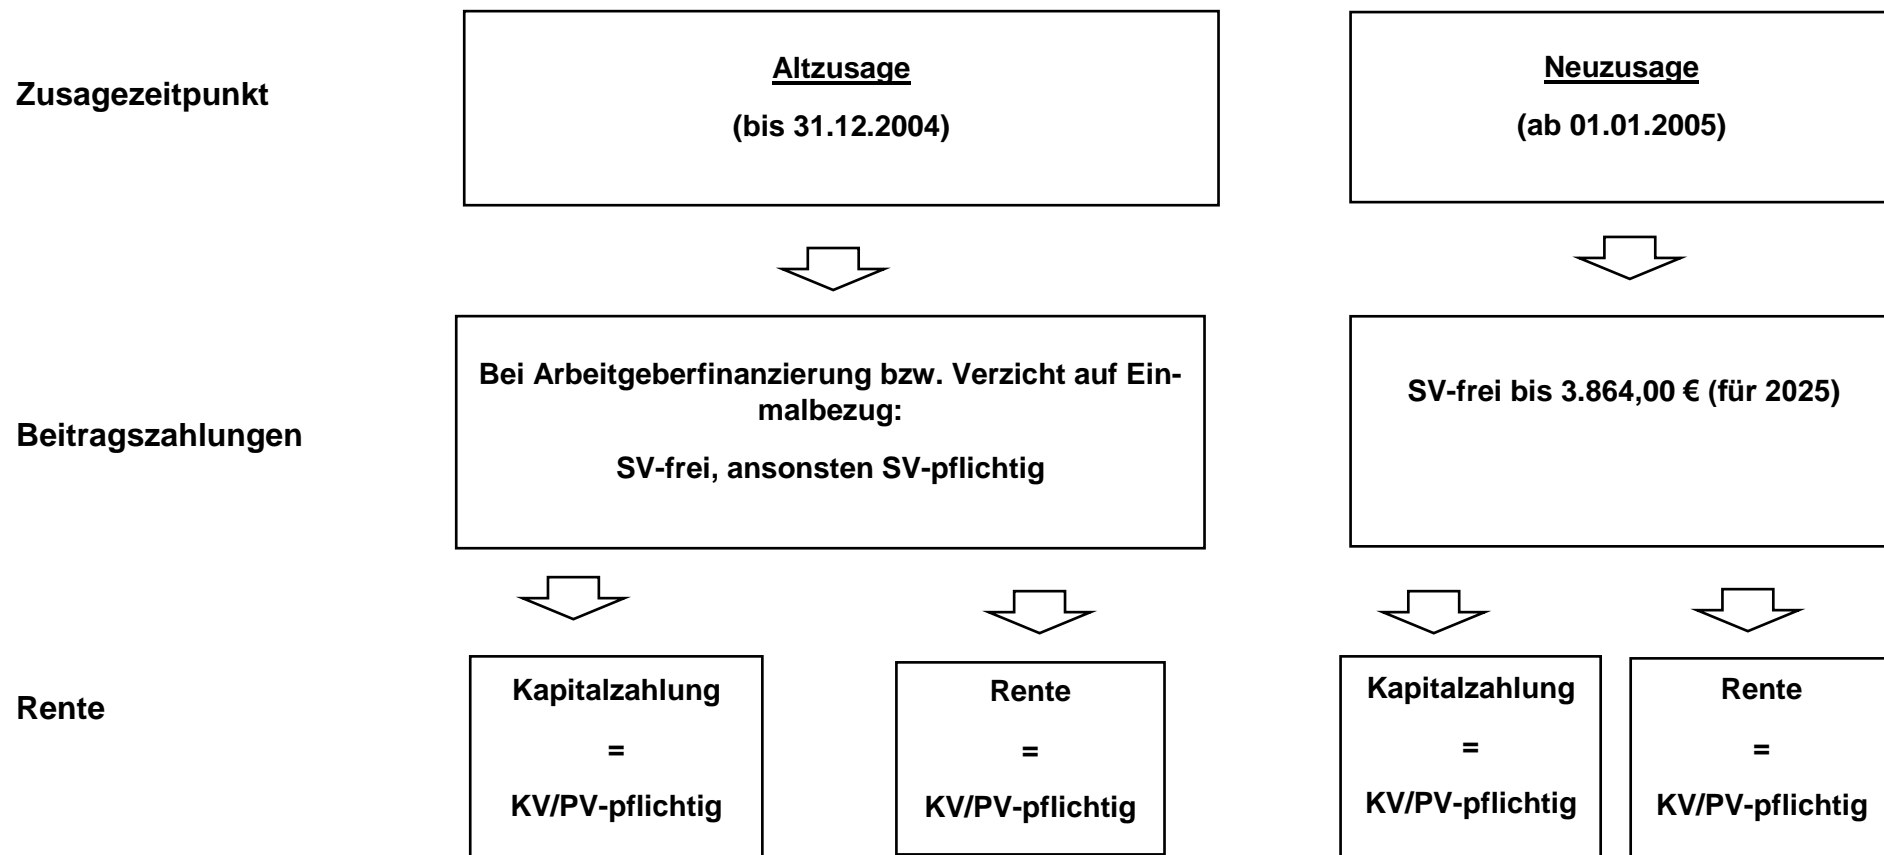 Zusagezeitpunkt
Altzusage
(bis 31.12.2004)
Neuzusage
(ab 01.01.2005)
Beitragszahlungen
Bei Arbeitgeberfinanzierung bzw. Verzicht auf Ein-
malbezug:
SV-frei, ansonsten SV-pflichtig
SV-frei bis 3.864,00 € (für 2025)
Rente
Kapitalzahlung
=
KV/PV-pflichtig
Rente
=
KV/PV-pflichtig
Kapitalzahlung
=
KV/PV-pflichtig
Rente
=
KV/PV-pflichtig